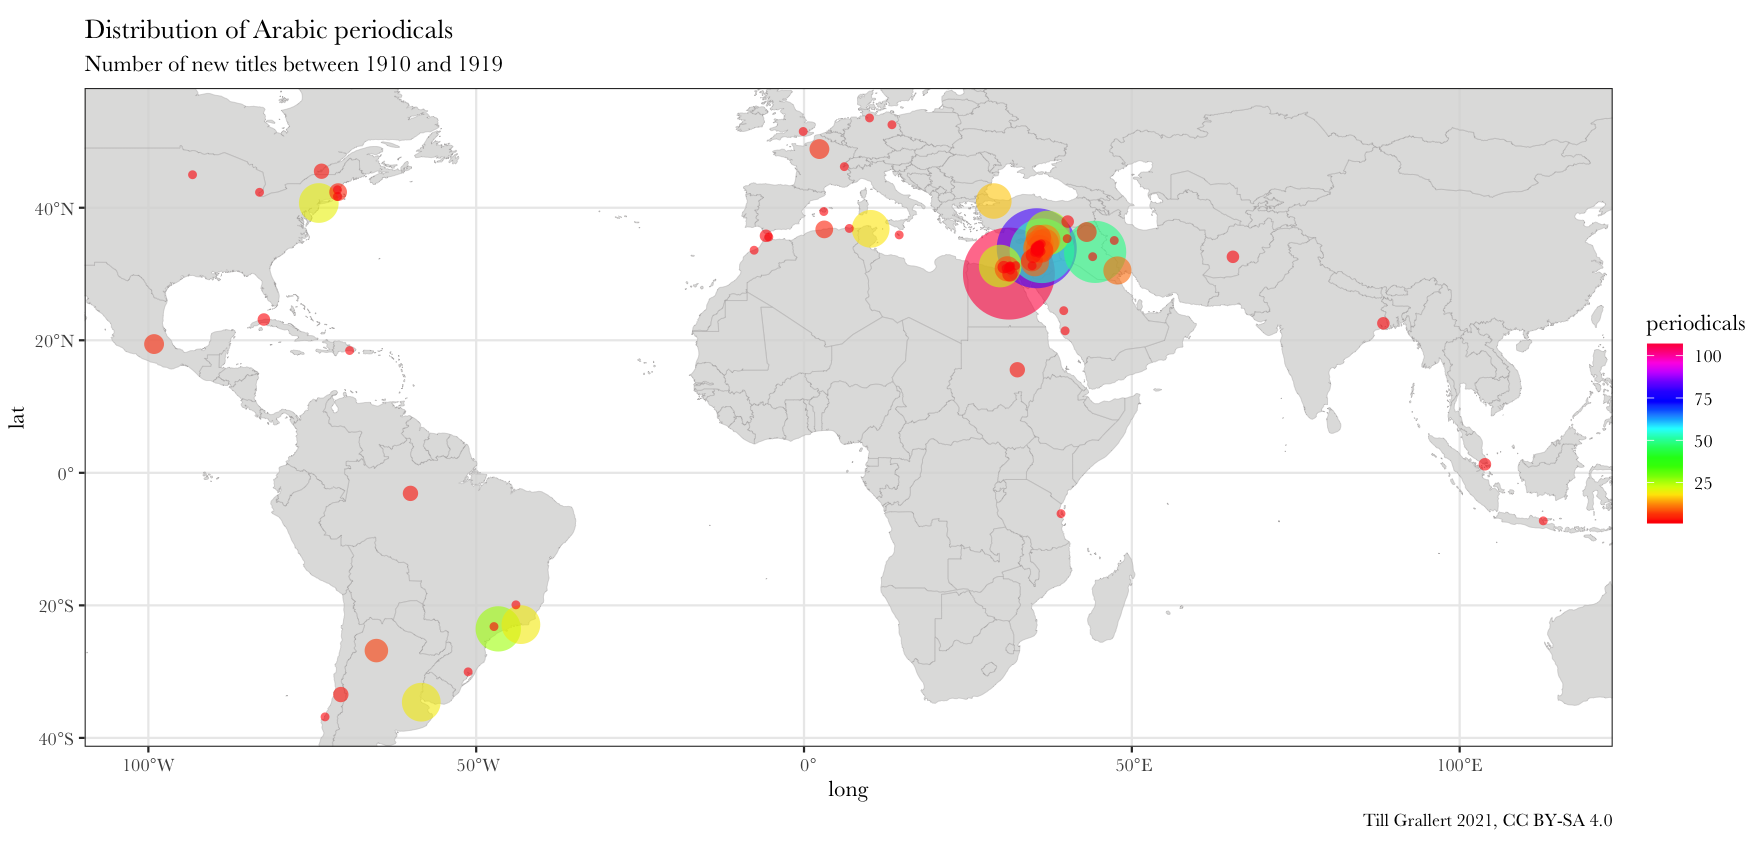 Distribution of Arabic periodicals
Number of new titles between 1910 and 1919
40°N
20°N
0°
20°S
40°S
lat
100°W
50°W
0°
50°E
100°E
long
periodicals
100
75
50
25
Till Grallert 2021, CC BY-SA 4.0